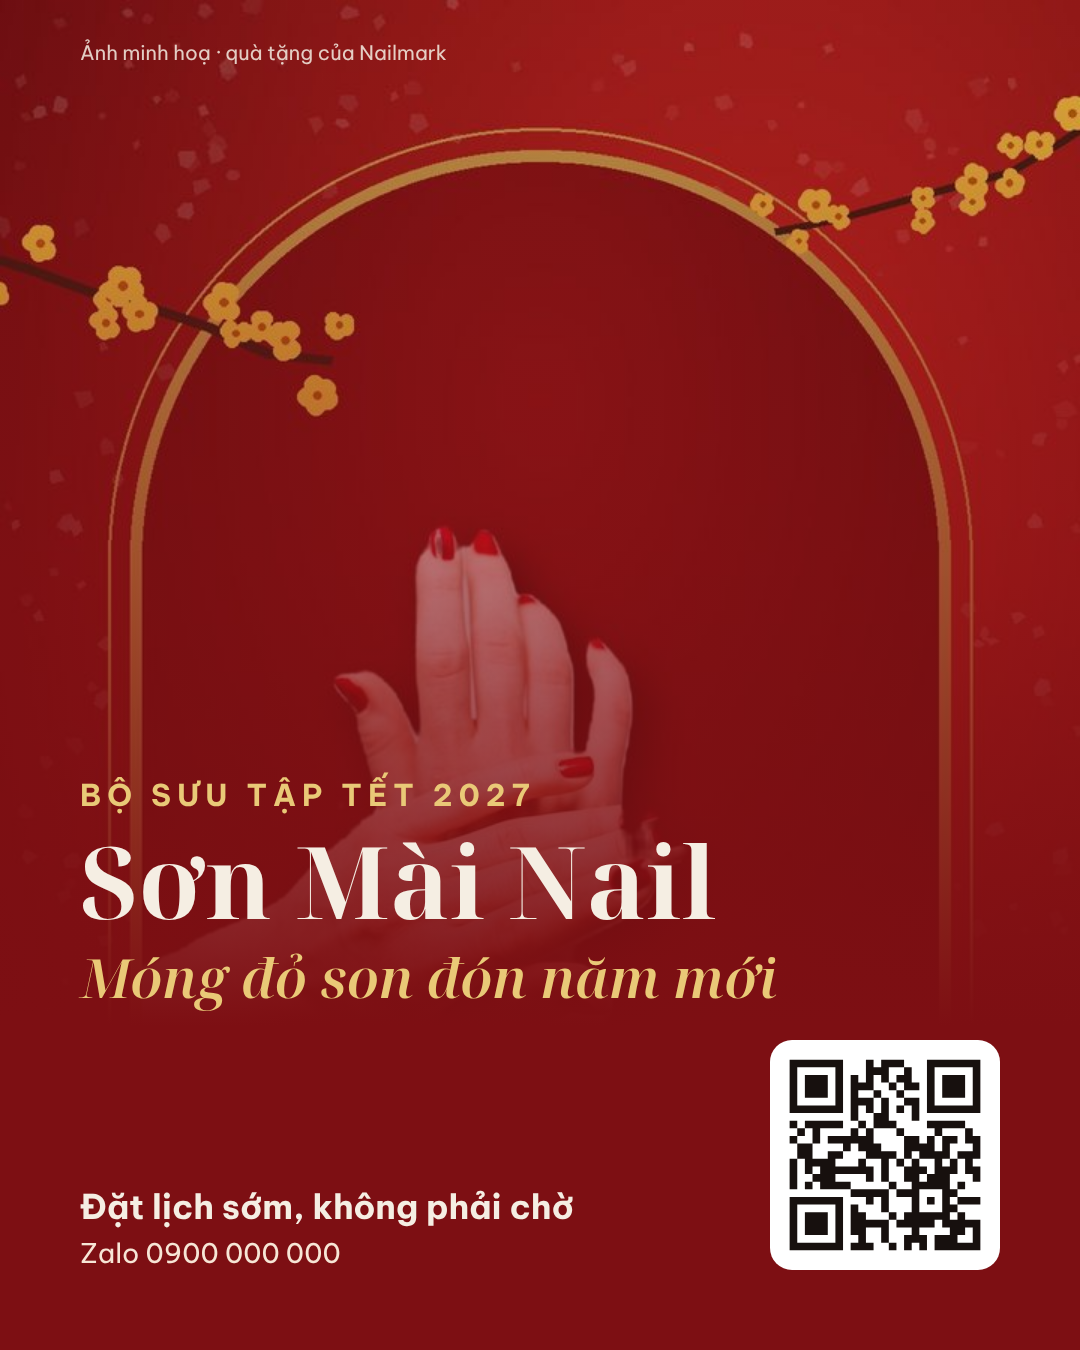 Ảnh minh hoạ · quà tặng của Nailmark
BỘ SƯU TẬP TẾT 2027
Sơn Mài Nail
Móng đỏ son đón năm mới
Đặt lịch sớm, không phải chờ
Zalo 0900 000 000